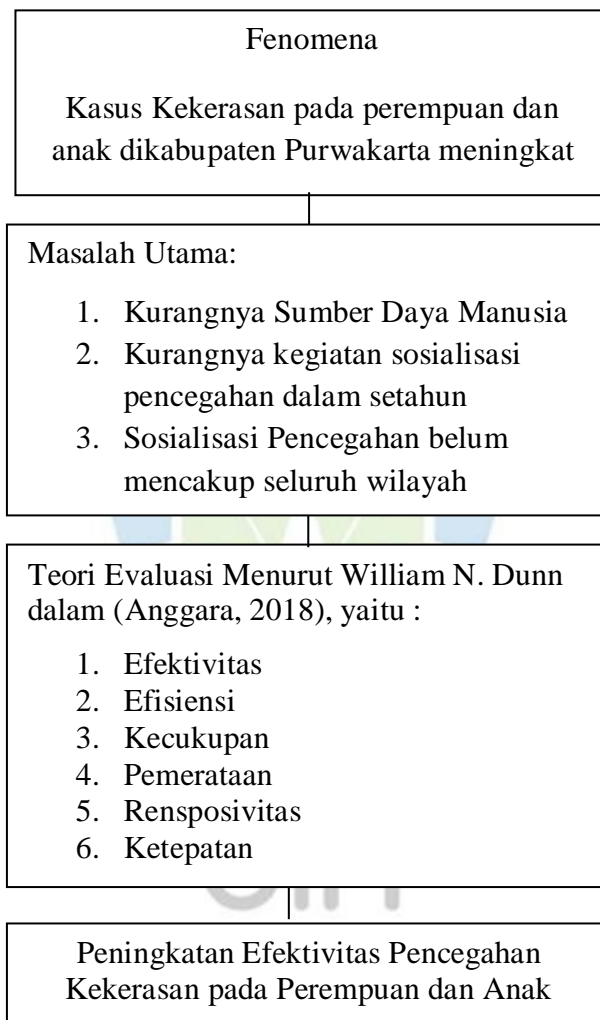 Fenomena
Kasus Kekerasan pada perempuan dan
anak dikabupaten Purwakarta meningkat
Masalah Utama:
1. Kurangnya Sumber Daya Manusia
2. Kurangnya kegiatan sosialisasi
pencegahan dalam setahun
3. Sosialisasi Pencegahan belum
mencakup seluruh wilayah
Teori Evaluasi Menurut William N. Dunn
dalam (Anggara, 2018), yaitu :
1. Efektivitas
2. Efisiensi
3. Kecukupan
4. Pemerataan
5. Rensposivitas
6. Ketepatan
Peningkatan Efektivitas Pencegahan
Kekerasan pada Perempuan dan Anak